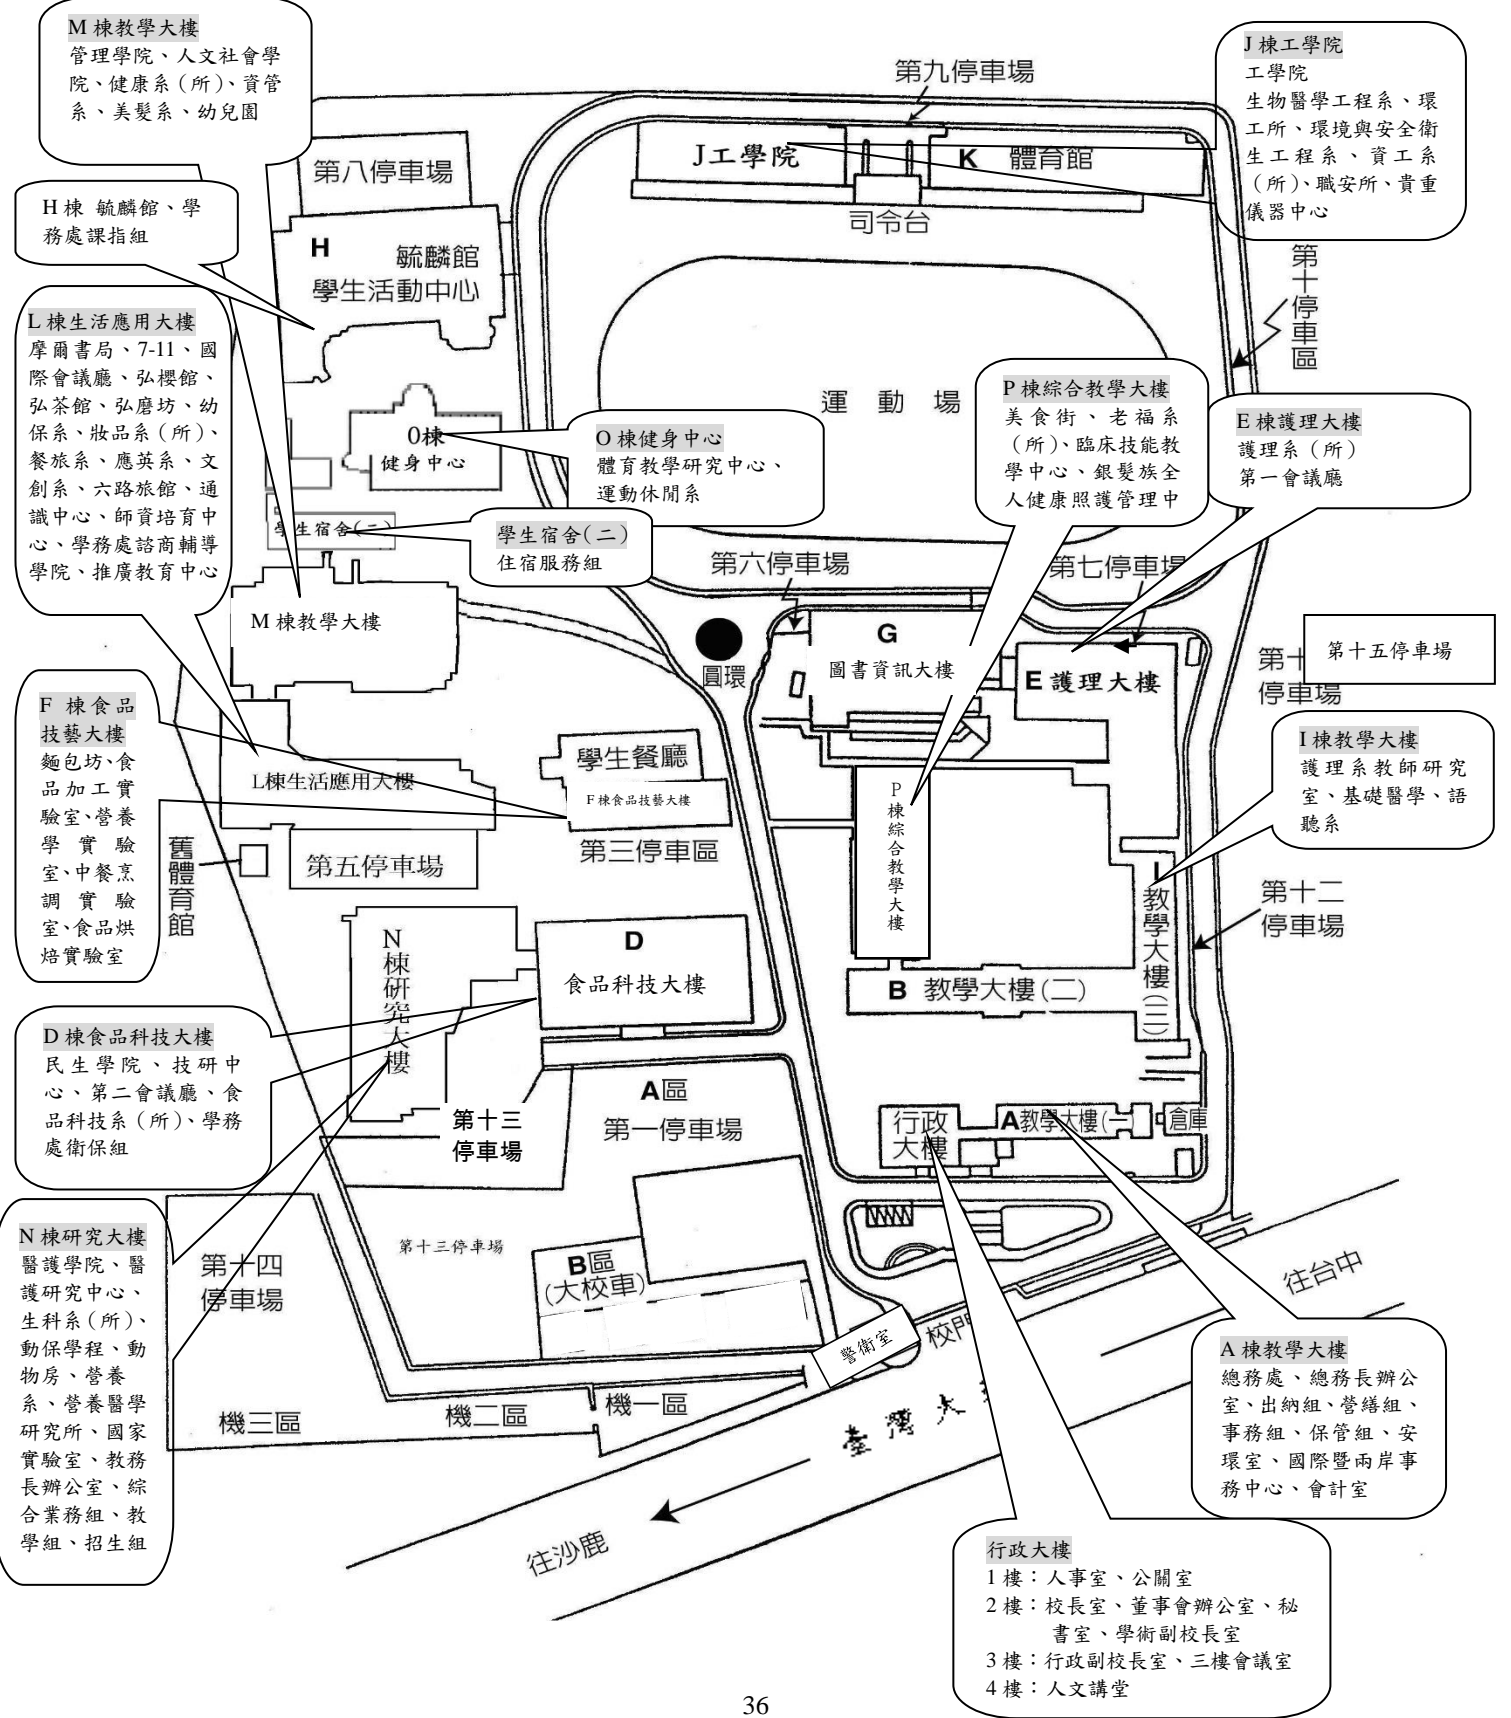 M 棟教學大樓
管理學院、人文社會學
院、健康系（所）、資管
系、美髮系、幼兒園
J 棟工學院
工學院
生物醫學工程系、環
工所、環境與安全衛
生工程系、資工系
（所）、職安所、貴重
儀器中心
第九停車場
J工學院
K 體育館
司令台
第八停車場
H 棟 毓麟館、學
務處課指組
H 毓麟館
學生活動中心
第十停車區
L 棟生活應用大樓
摩爾書局、7-11、國
際會議廳、弘櫻館、
弘茶館、弘磨坊、幼
保系、妝品系（所）、
餐旅系、應英系、文
創系、六路旅館、通
識中心、師資培育中
心、學務處諮商輔導
學院、推廣教育中心
運動場
P 棟綜合教學大樓
美食街、老福系
（所）、臨床技能教
學中心、銀髮族全
人健康照護管理中
E 棟護理大樓
護理系（所）
第一會議廳
O棟
健身中心
O 棟健身中心
體育教學研究中心、
運動休閒系
學生宿舍(二)
學生宿舍(二)
住宿服務組
第六停車場
第七停車場
M 棟教學大樓
圓環
G
圖書資訊大樓
E 護理大樓
第十
停車場
第十五停車場
F 棟食品
技藝大樓
麵包坊、食
品加工實
驗室、營養
學實驗
室、中餐烹
調實驗
室、食品烘
焙實驗室
學生餐廳
F 棟食品技藝大樓
L棟生活應用大樓
第三停車區
第五停車場
舊體育館
P棟綜合教學大樓
I 棟教學大樓
護理系教師研究
室、基礎醫學、語
聽系
I 教學大樓(三)
第十二
停車場
N棟研究大樓
D
食品科技大樓
B 教學大樓(二)
D 棟食品科技大樓
民生學院、技研中
心、第二會議廳、食
品科技系（所）、學務
處衛保組
A區
第一停車場
第十三
停車場
行政
大樓
A教學大樓(一)
倉庫
N 棟研究大樓
醫護學院、醫
護研究中心、
生科系（所）、
動保學程、動
物房、營養
系、營養醫學
研究所、國家
實驗室、教務
長辦公室、綜
合業務組、教
學組、招生組
第十四
停車場
第十三停車場
B區
(大校車)
警衛室
校門
往台中
機三區
機二區
機一區
臺灣大
往沙鹿
A 棟教學大樓
總務處、總務長辦公
室、出納組、營繕組、
事務組、保管組、安
環室、國際暨兩岸事
務中心、會計室
行政大樓
1 樓：人事室、公關室
2 樓：校長室、董事會辦公室、秘
書室、學術副校長室
3 樓：行政副校長室、三樓會議室
4 樓：人文講堂
36